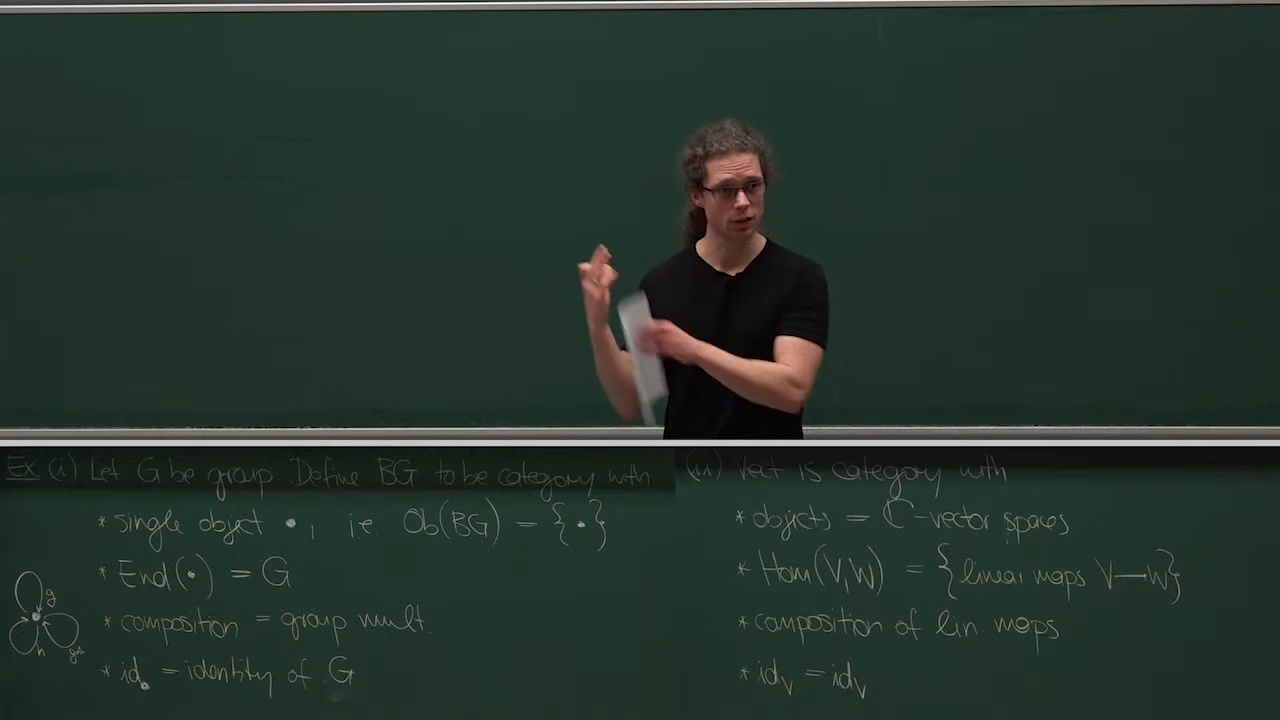 Ex (i) Let G be group Define BG to be category with
* single object •, i.e. Ob(BG) = {•}
* End(•) = G
* composition = group mult.
* id• = identity of G
g
h
goh
(ii) Vect is category with
* objects = ℂ-vector spaces
* Hom(V,W) = {linear maps V→W}
* composition of lin. maps
* idV = idV